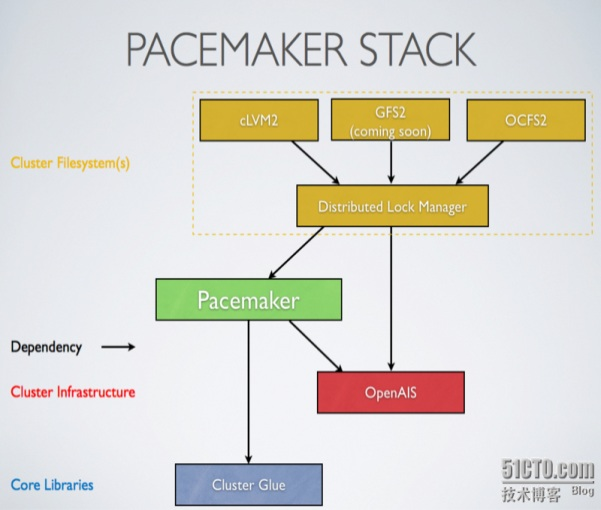 PACEMAKER STACK
cLVM2
GFS2
(coming soon)
OCFS2
Cluster Filesystem(s)
Distributed Lock Manager
Pacemaker
Dependency
Cluster Infrastructure
OpenAIS
Core Libraries
Cluster Glue
51CTO.com
技术博客 Blog